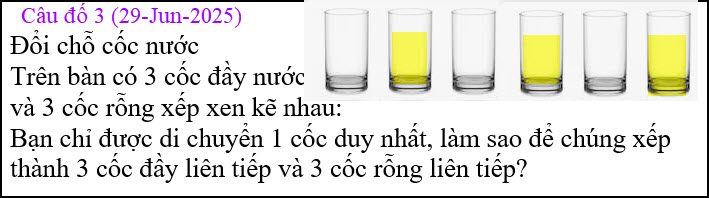 Câu đố 3 (29-Jun-2025)
Đổi chỗ cốc nước
Trên bàn có 3 cốc đầy nước
và 3 cốc rỗng xếp xen kẽ nhau:
Bạn chỉ được di chuyển 1 cốc duy nhất, làm sao để chúng xếp
thành 3 cốc đầy liên tiếp và 3 cốc rỗng liên tiếp?